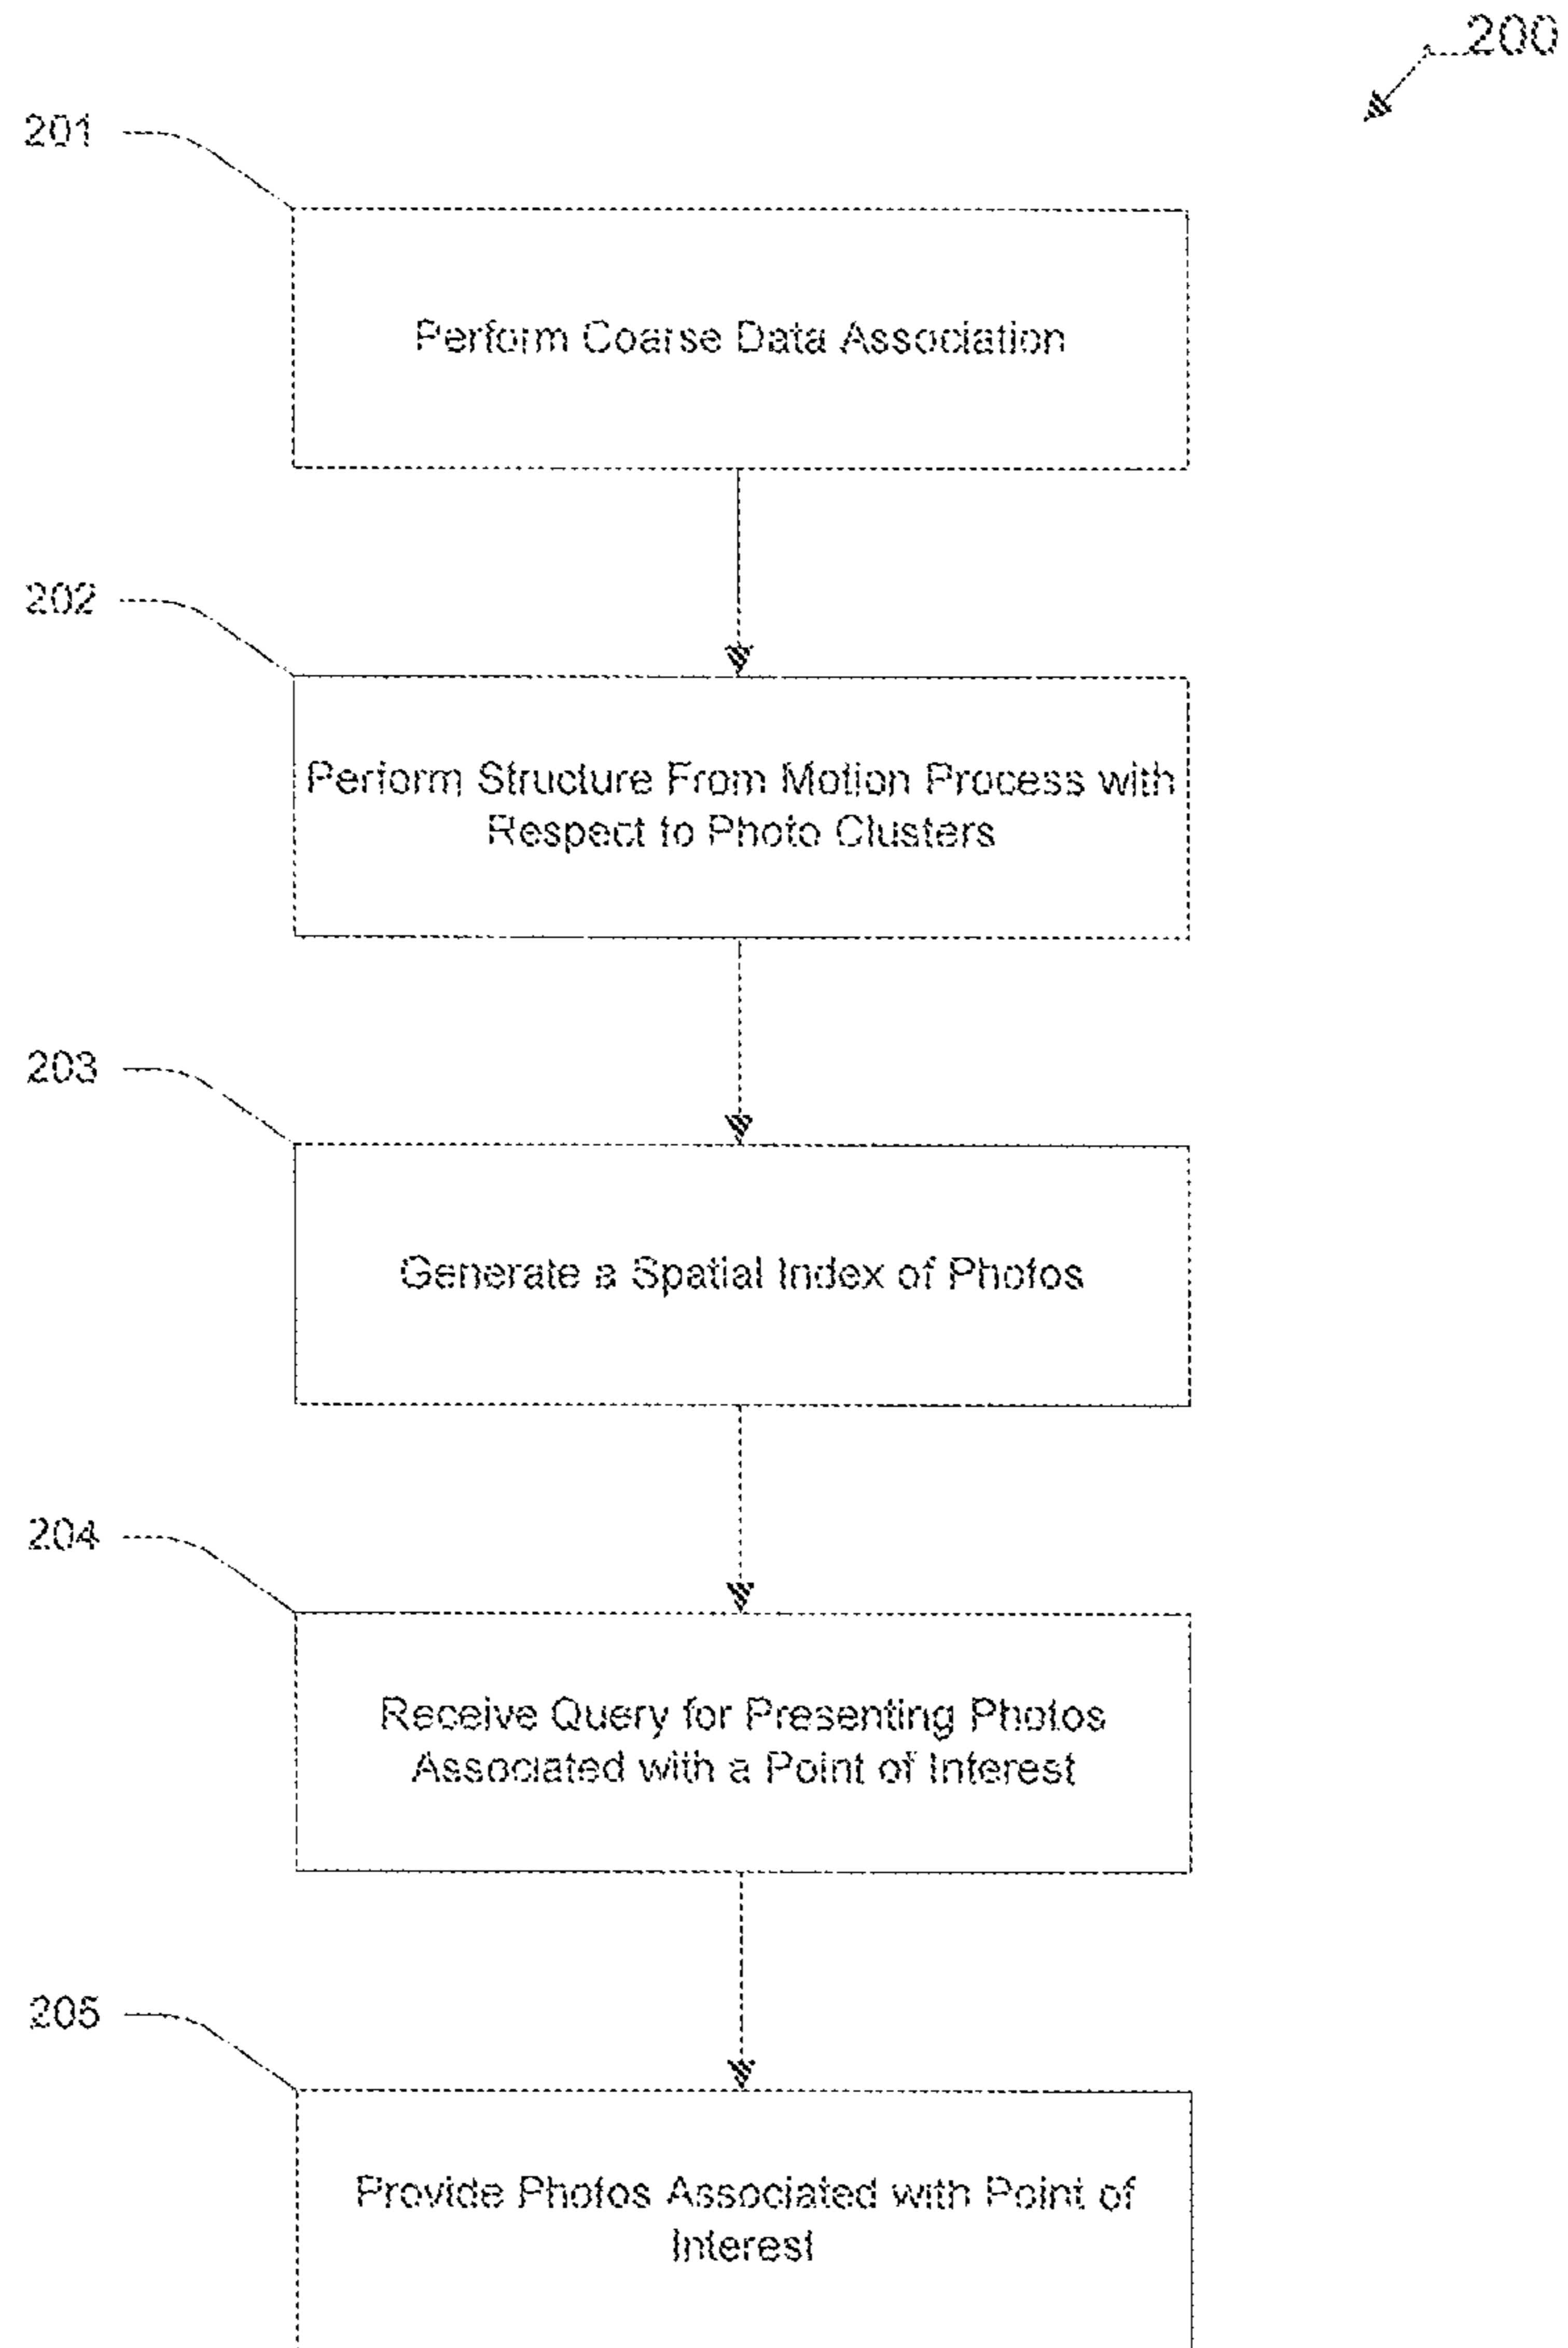 200
201
Perform Coarse Data Association
202
Perform Structure From Motion Process with
Respect to Photo Clusters
203
Generate a Spatial Index of Photos
204
Receive Query for Presenting Photos
Associated with a Point of Interest
205
Provide Photos Associated with Point of
Interest